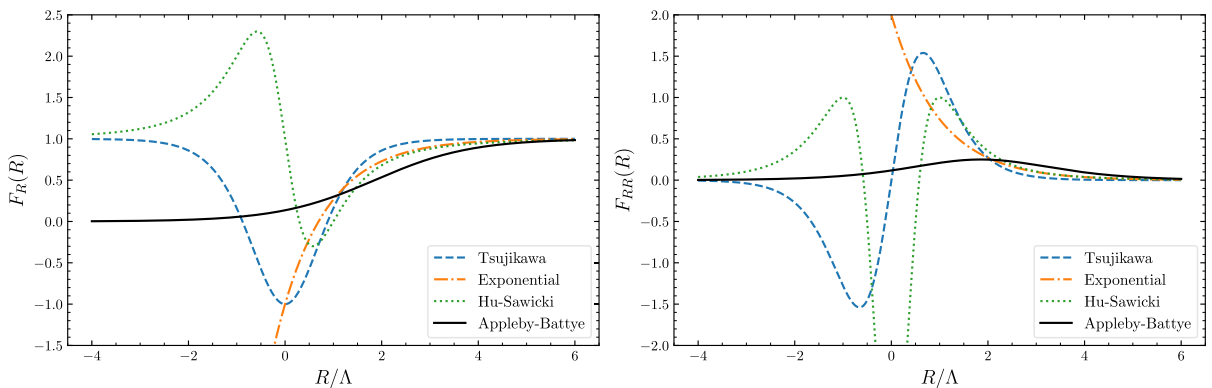 F_R(R)
2.5
2.0
1.5
1.0
0.5
0.0
−0.5
−1.0
−1.5
−4 −2 0 2 4 6
R/Λ
Tsujikawa
Exponential
Hu-Sawicki
Appleby-Battye
F_RR(R)
2.0
1.5
1.0
0.5
0.0
−0.5
−1.0
−1.5
−2.0
−4 −2 0 2 4 6
R/Λ
Tsujikawa
Exponential
Hu-Sawicki
Appleby-Battye